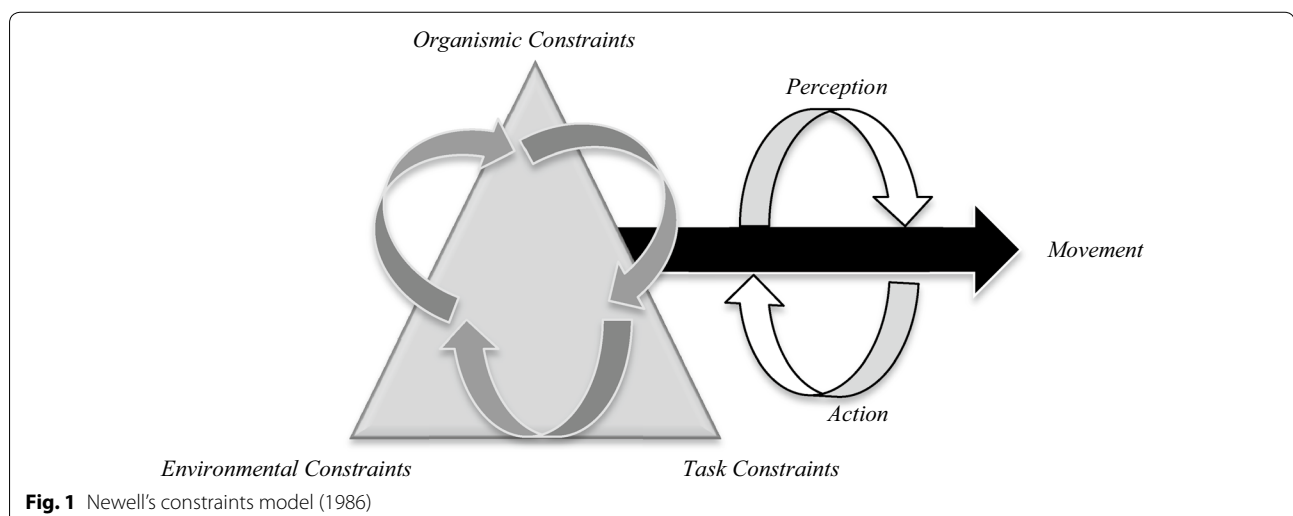 Organismic Constraints
Perception
Movement
Action
Environmental Constraints
Task Constraints
Fig. 1 Newell’s constraints model (1986)